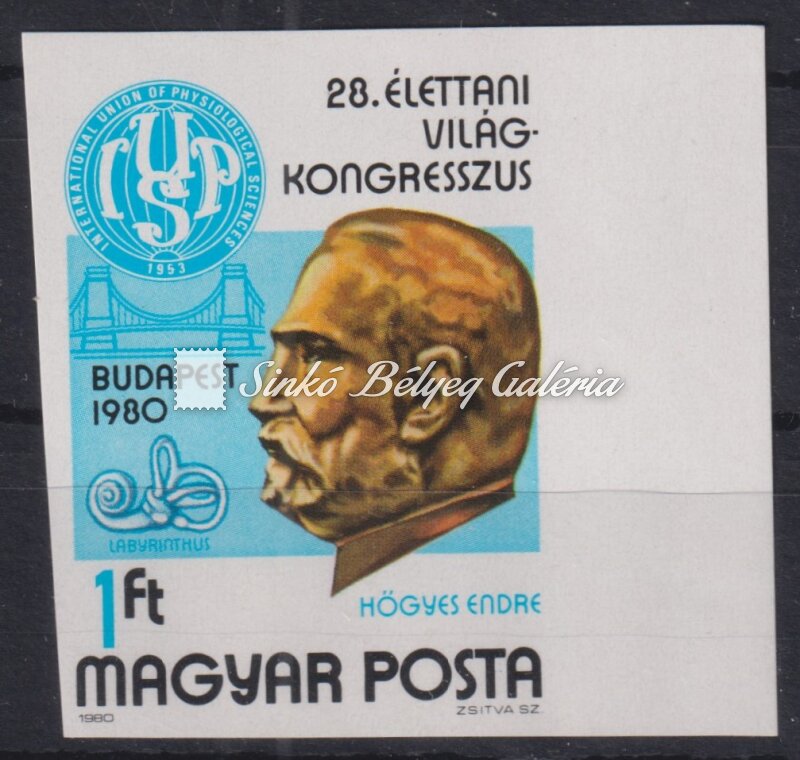 INTERNATIONAL UNION OF PHYSIOLOGICAL SCIENCES
IUPS
1953
28. ÉLETTANI
VILÁG-
KONGRESSZUS
BUDAPEST
1980
Sinkó Bélyeg Galéria
LABYRINTHUS
1Ft
HŐGYES ENDRE
MAGYAR POSTA
1980
ZSITVA SZ.